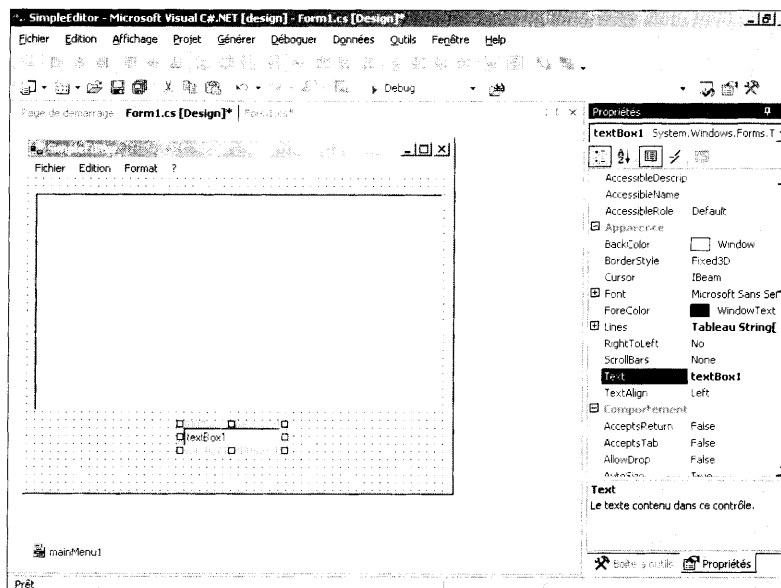 SimpleEditor - Microsoft Visual C#.NET [design] - Form1.cs [Design]*
Fichier Edition Affichage Projet Générer Déboguer Données Outils Fenêtre Help
Debug
Page de démarrage Form1.cs [Design]* Form1.cs*
Propriétés
textBox1 System.Windows.Forms.T
Fichier Edition Format ?
AccessibleDescrip
AccessibleName
AccessibleRole Default
Apparence
BackColor Window
BorderStyle Fixed3D
Cursor IBeam
Font Microsoft Sans Ser
ForeColor WindowText
Lines Tableau String[
RightToLeft No
ScrollBars None
Text textBox1
TextAlign Left
Comportement
AcceptsReturn False
AcceptsTab False
AllowDrop False
AutoSize True
textBox1
Text
Le texte contenu dans ce contrôle.
mainMenu1
Boîte à outils Propriétés
Prêt